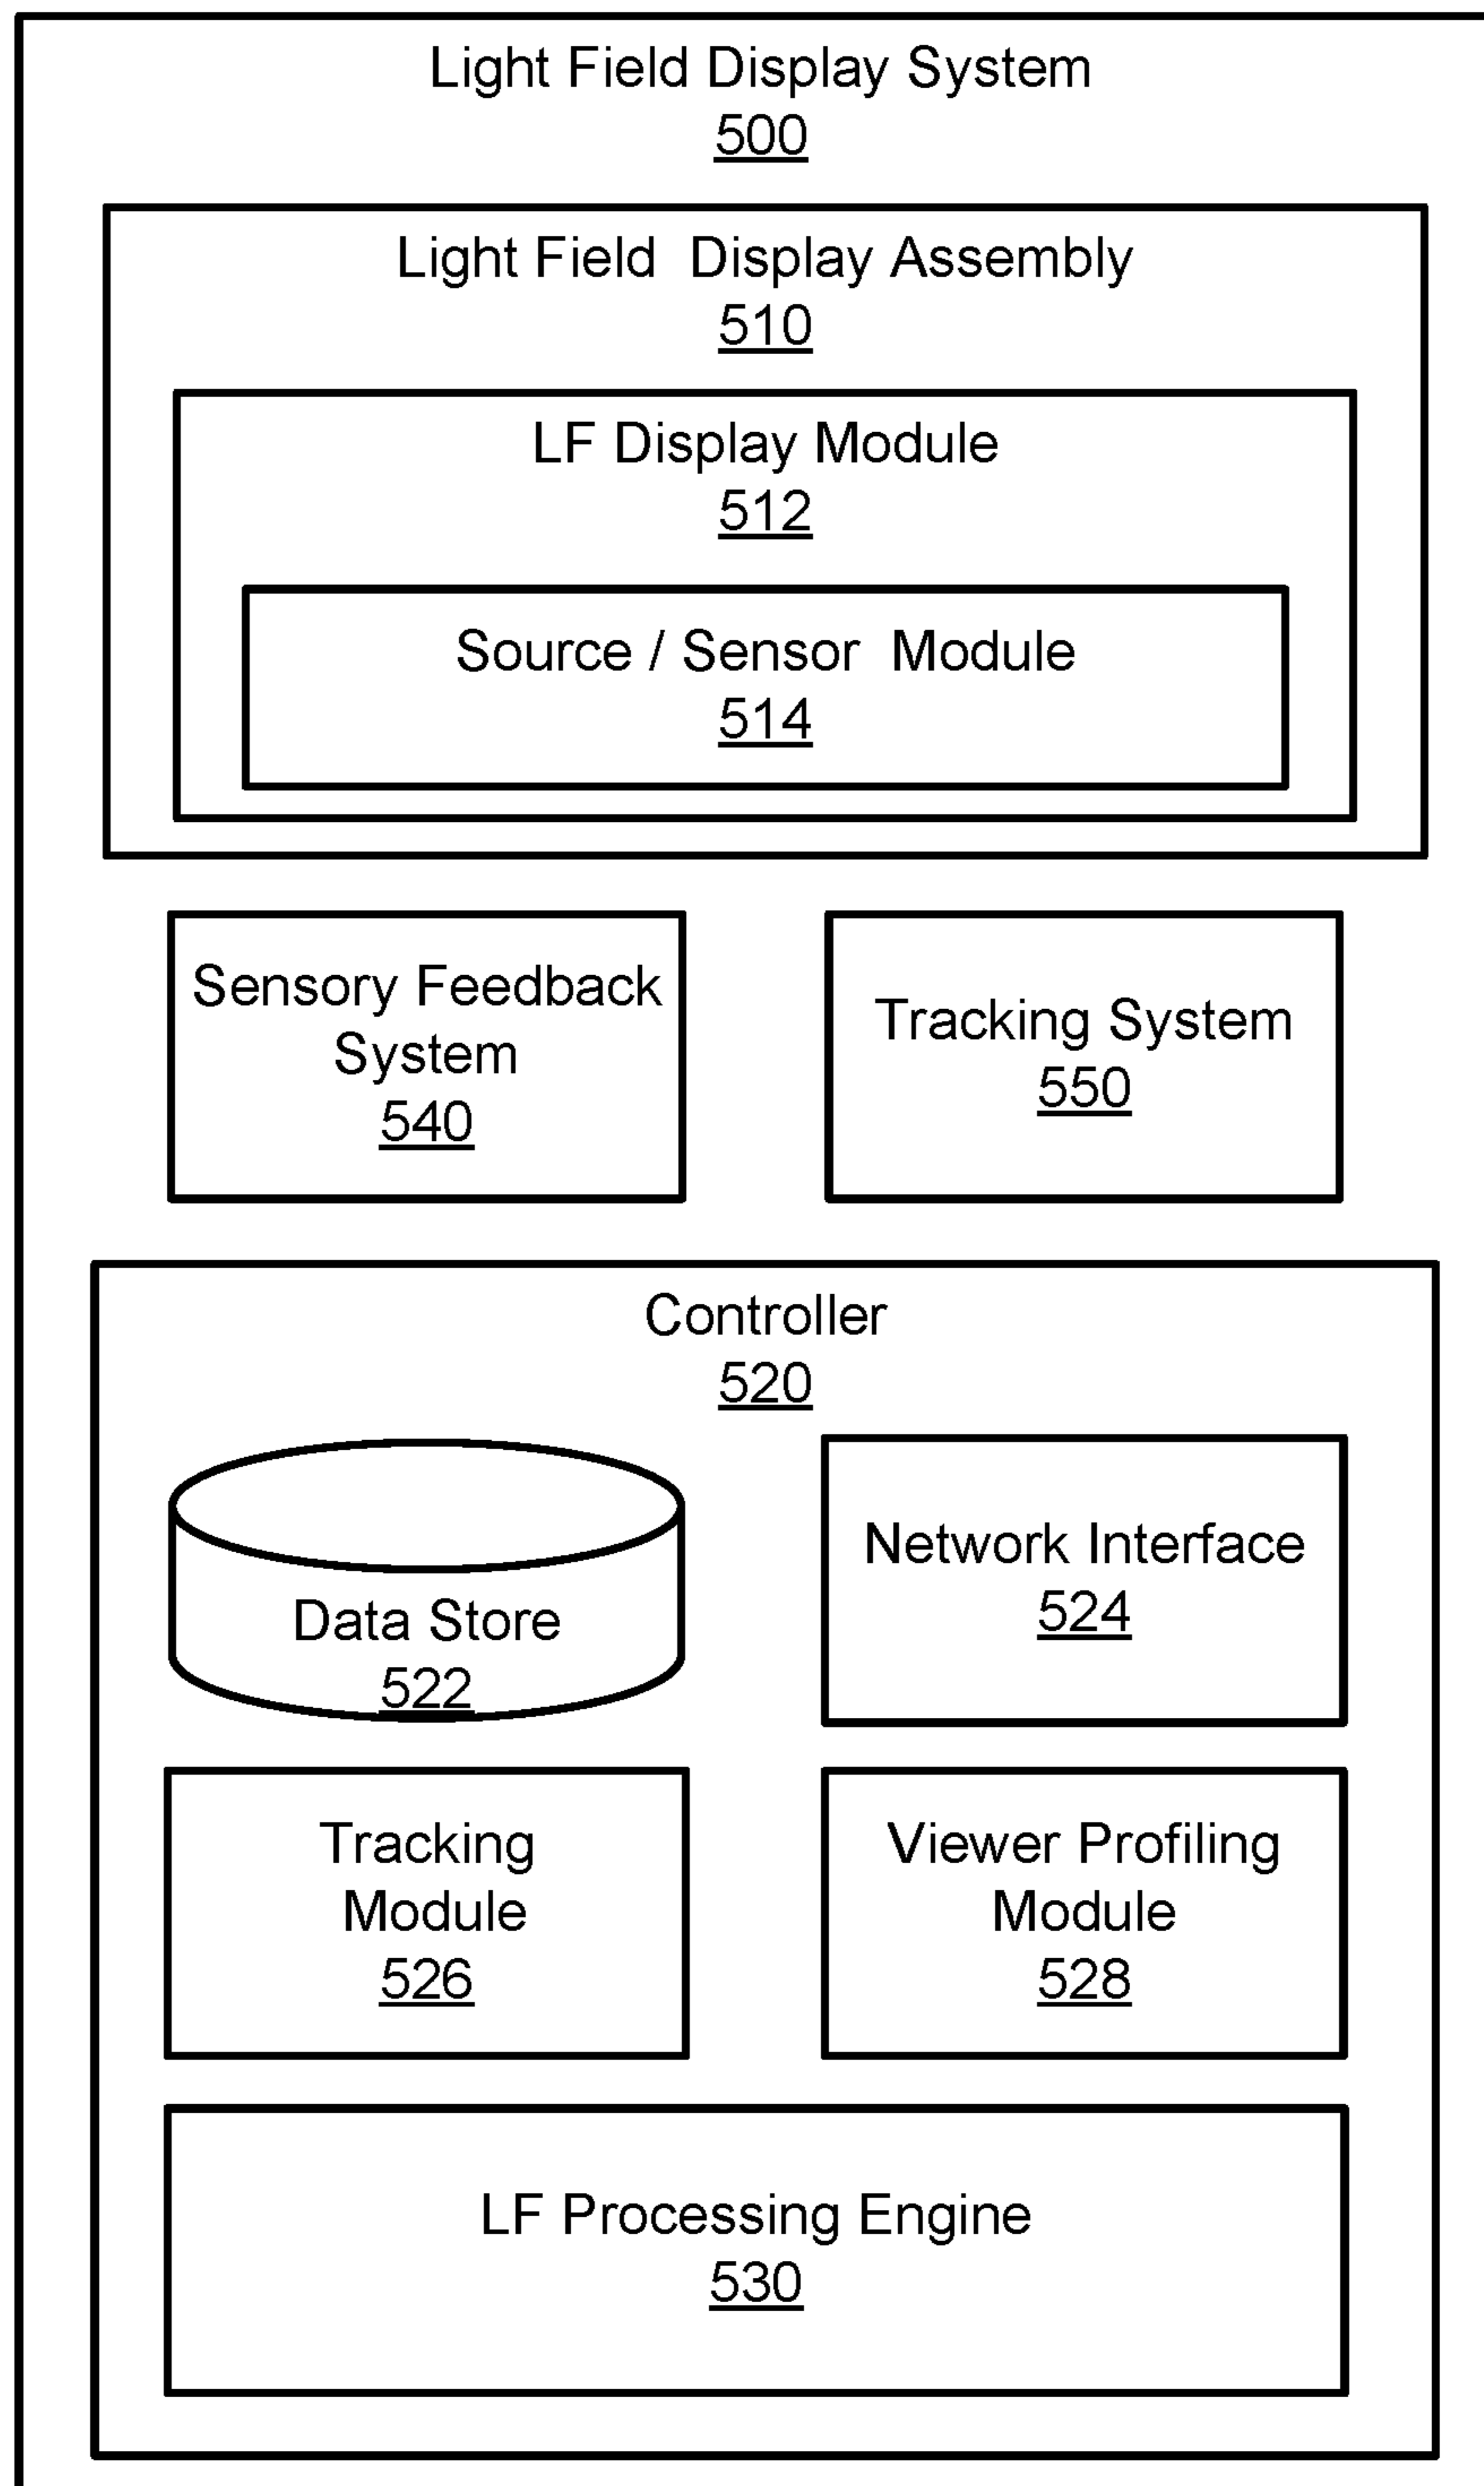 Light Field Display System
500
Light Field Display Assembly
510
LF Display Module
512
Source / Sensor Module
514
Sensory Feedback
System
540
Tracking System
550
Controller
520
Data Store
522
Network Interface
524
Tracking
Module
526
Viewer Profiling
Module
528
LF Processing Engine
530